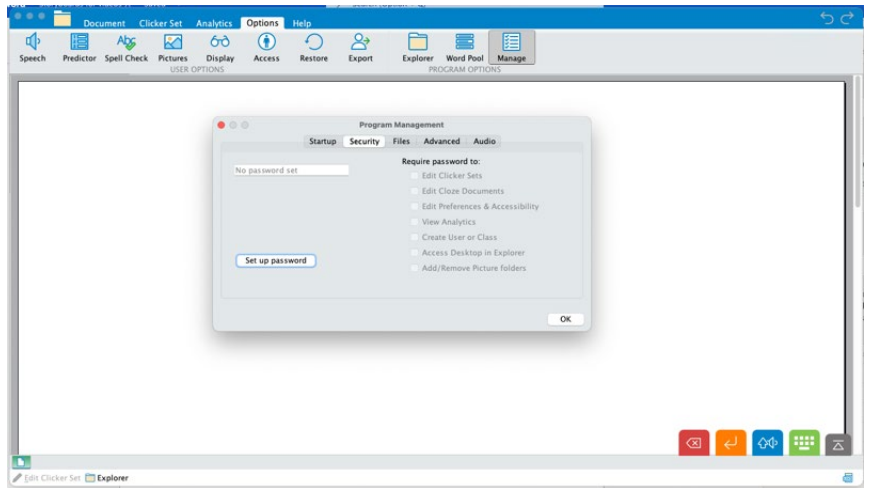 Document Clicker Set Analytics Options Help
Speech Predictor Spell Check Pictures Display Access Restore Export Explorer Word Pool Manage
USER OPTIONS PROGRAM OPTIONS
Program Management
Startup Security Files Advanced Audio
No password set
Require password to:
Edit Clicker Sets
Edit Cloze Documents
Edit Preferences & Accessibility
View Analytics
Create User or Class
Access Desktop in Explorer
Set up password
Add/Remove Picture folders
OK
Edit Clicker Set Explorer